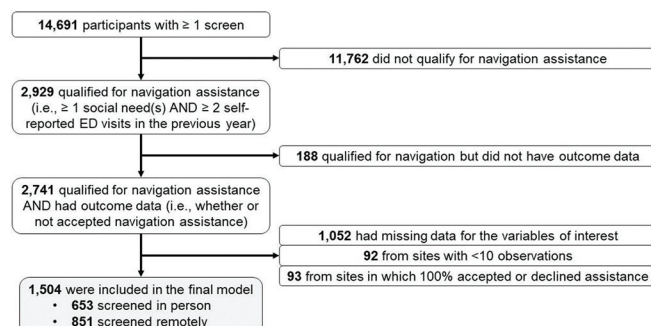 14,691 participants with ≥ 1 screen
11,762 did not qualify for navigation assistance
2,929 qualified for navigation assistance
(i.e., ≥ 1 social need(s) AND ≥ 2 self-
reported ED visits in the previous year)
188 qualified for navigation but did not have outcome data
2,741 qualified for navigation assistance
AND had outcome data (i.e., whether or
not accepted navigation assistance)
1,052 had missing data for the variables of interest
92 from sites with <10 observations
93 from sites in which 100% accepted or declined assistance
1,504 were included in the final model
• 653 screened in person
• 851 screened remotely